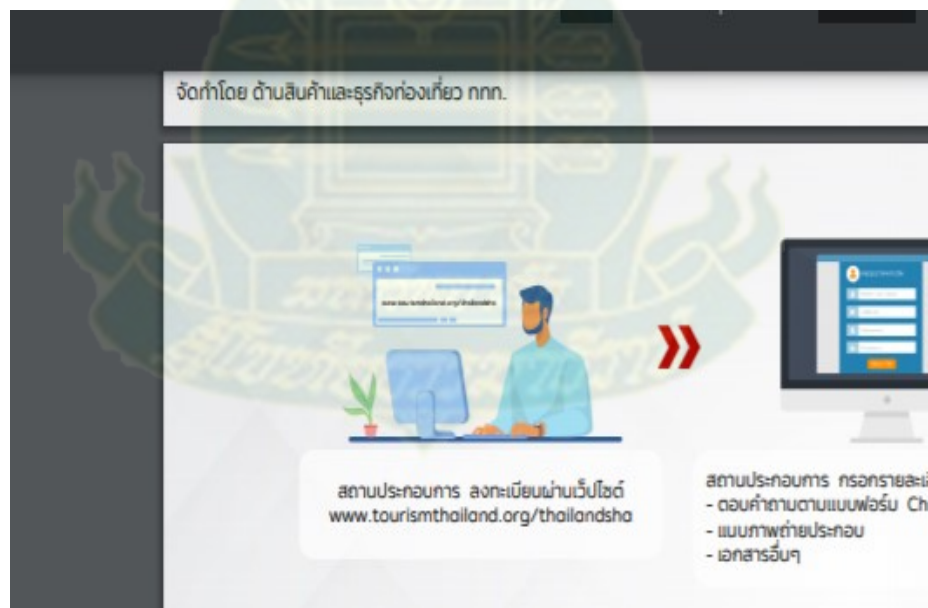 จัดทำโดย ด้านสินค้าและธุรกิจท่องเที่ยว ททท.
www.tourismthailand.org/thailandsha
REGISTRATION
สถานประกอบการ ลงทะเบียนผ่านเว็ปไซต์
www.tourismthailand.org/thailandsha
สถานประกอบการ กรอกรายละเ
- ตอบคำถามตามแบบฟอร์ม Ch
- แนบภาพถ่ายประกอบ
- เอกสารอื่นๆ